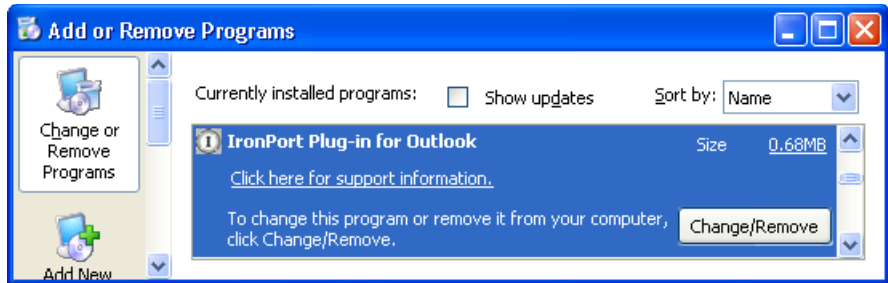 Add or Remove Programs
Change or
Remove
Programs
Add New
Currently installed programs: Show updates Sort by: Name
IronPort Plug-in for Outlook Size 0.68MB
Click here for support information.
To change this program or remove it from your computer,
click Change/Remove. Change/Remove